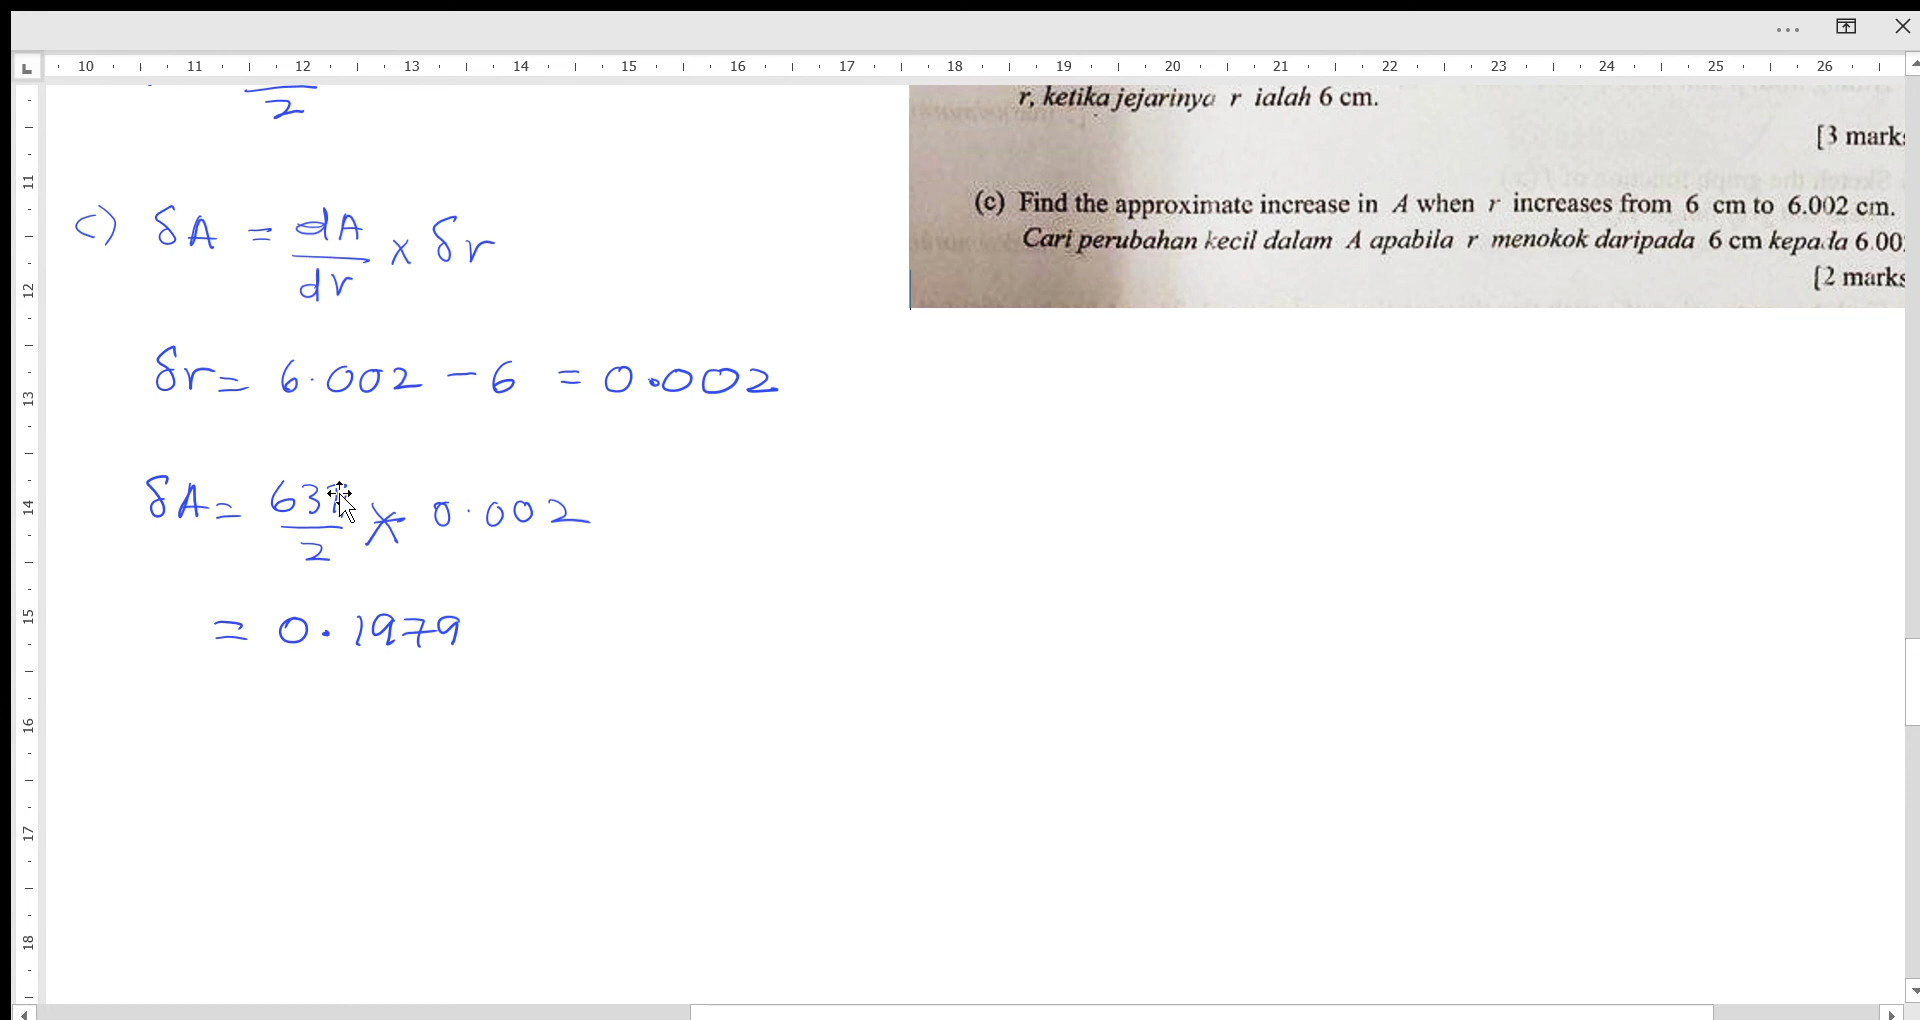 10 11 12 13 14 15 16 17 18 19 20 21 22 23 24 25 26
2
r, ketika jejarinya r ialah 6 cm.
[3 marks
(c) Find the approximate increase in A when r increases from 6 cm to 6.002 cm.
Cari perubahan kecil dalam A apabila r menokok daripada 6 cm kepada 6.00
[2 marks
c) δA = dA/dr × δr
δr = 6.002 - 6 = 0.002
δA = 63π/2 × 0.002
= 0.1979
11
12
13
14
15
16
17
18